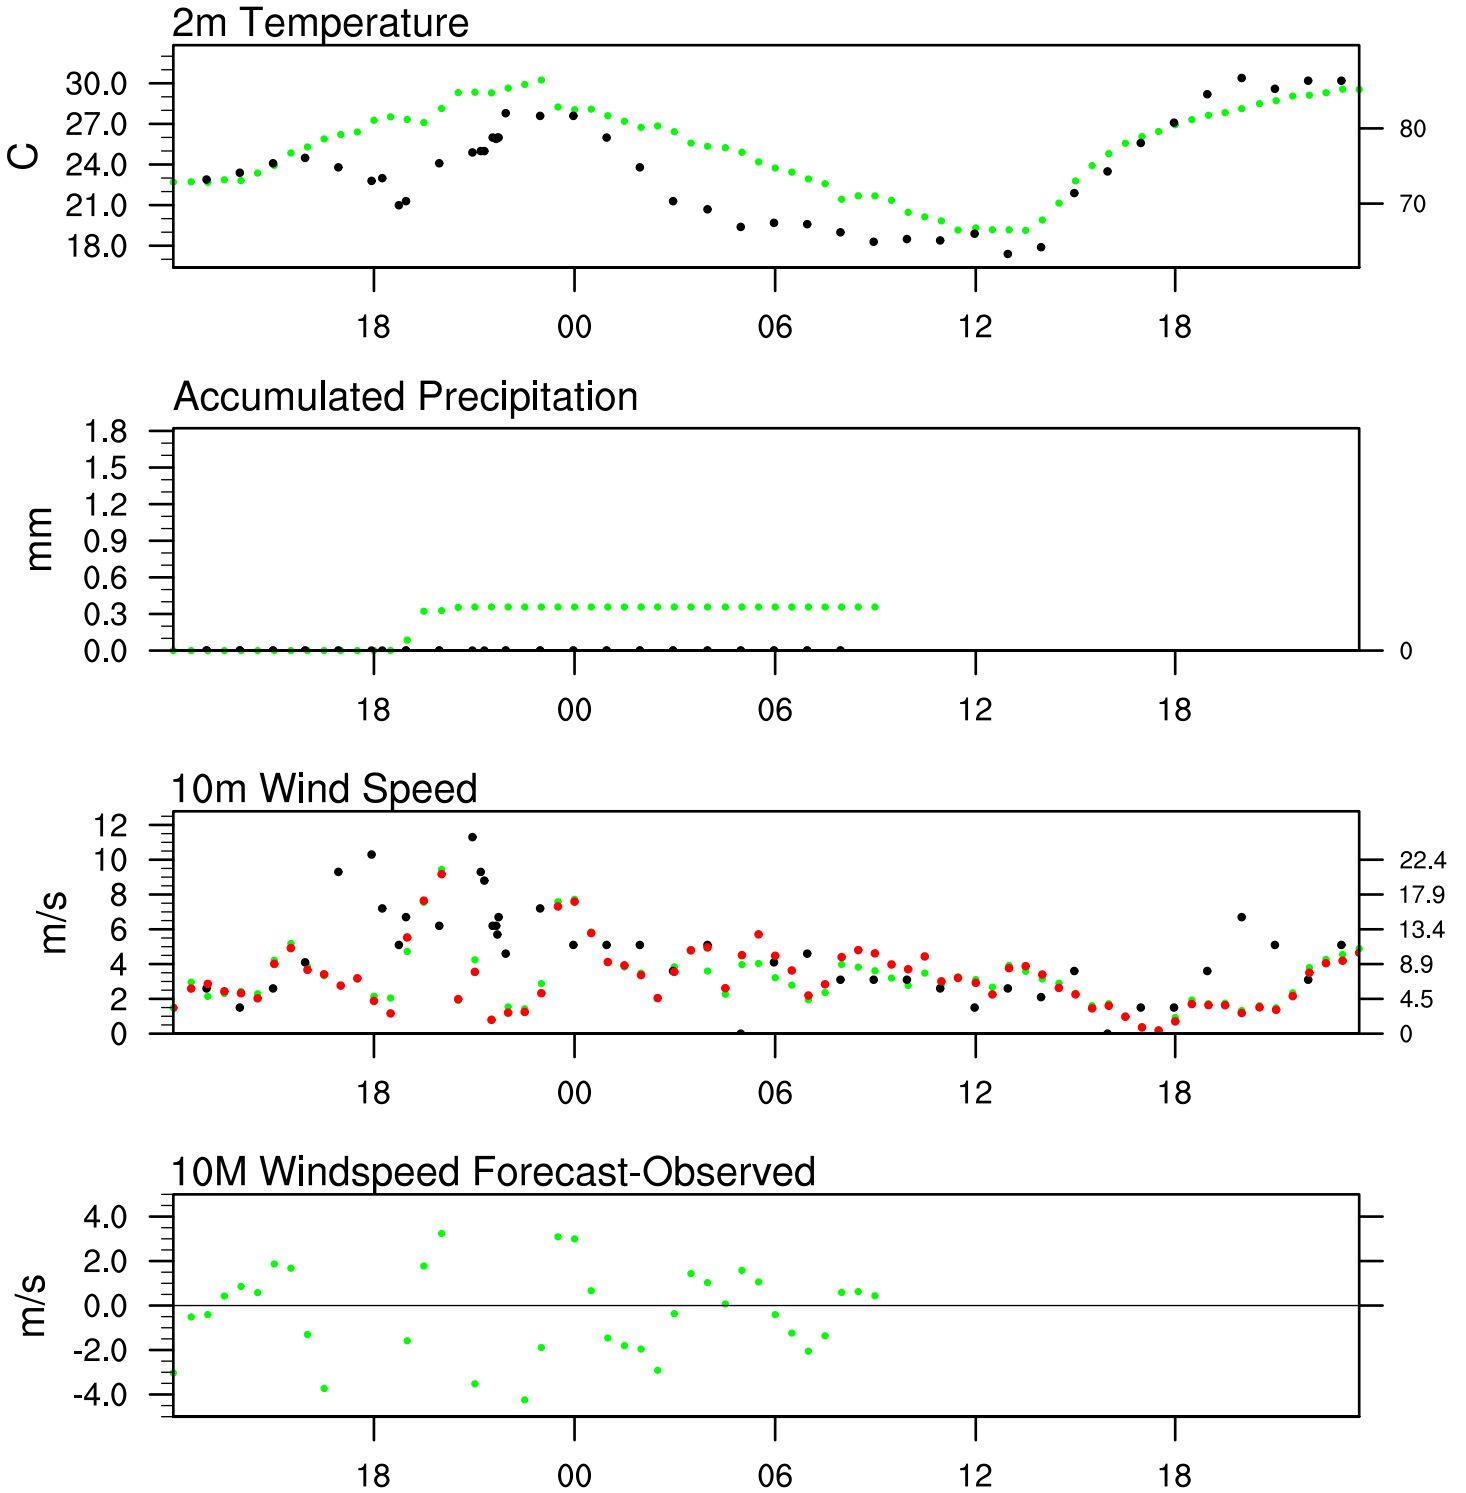 2m Temperature
30.0
27.0
24.0
21.0
18.0
C
80
70
18 00 06 12 18
Accumulated Precipitation
1.8
1.5
1.2
0.9
0.6
0.3
0.0
mm
0
18 00 06 12 18
10m Wind Speed
12
10
8
6
4
2
0
m/s
22.4
17.9
13.4
8.9
4.5
0
18 00 06 12 18
10M Windspeed Forecast-Observed
4.0
2.0
0.0
-2.0
-4.0
m/s
18 00 06 12 18